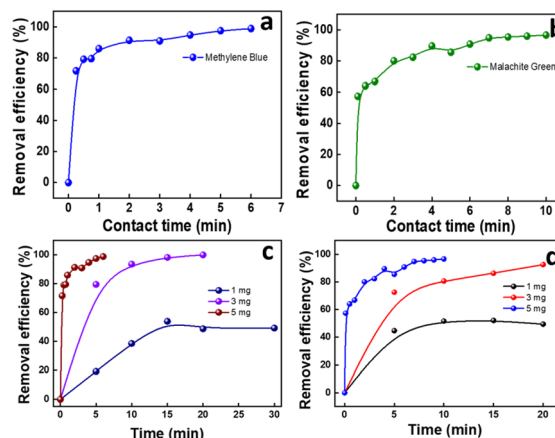 a
Removal efficiency (%)
100
80
60
40
20
0
Methylene Blue
0 1 2 3 4 5 6 7
Contact time (min)
b
Removal efficiency (%)
100
80
60
40
20
0
Malachite Green
0 2 4 6 8 10
Contact time (min)
c
Removal efficiency (%)
100
80
60
40
20
0
1 mg
3 mg
5 mg
0 5 10 15 20 25 30
Time (min)
Removal efficiency (%)
100
80
60
40
20
0
1 mg
3 mg
5 mg
0 5 10 15 20
Time (min)